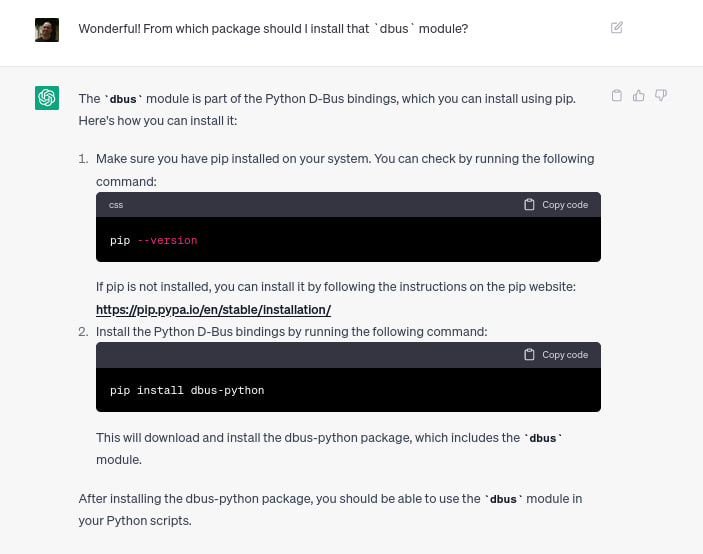 Wonderful! From which package should I install that `dbus` module?
The `dbus` module is part of the Python D-Bus bindings, which you can install using pip.
Here's how you can install it:
1. Make sure you have pip installed on your system. You can check by running the following
command:
css Copy code
pip --version
If pip is not installed, you can install it by following the instructions on the pip website:
https://pip.pypa.io/en/stable/installation/
2. Install the Python D-Bus bindings by running the following command:
Copy code
pip install dbus-python
This will download and install the dbus-python package, which includes the `dbus`
module.
After installing the dbus-python package, you should be able to use the `dbus` module in
your Python scripts.